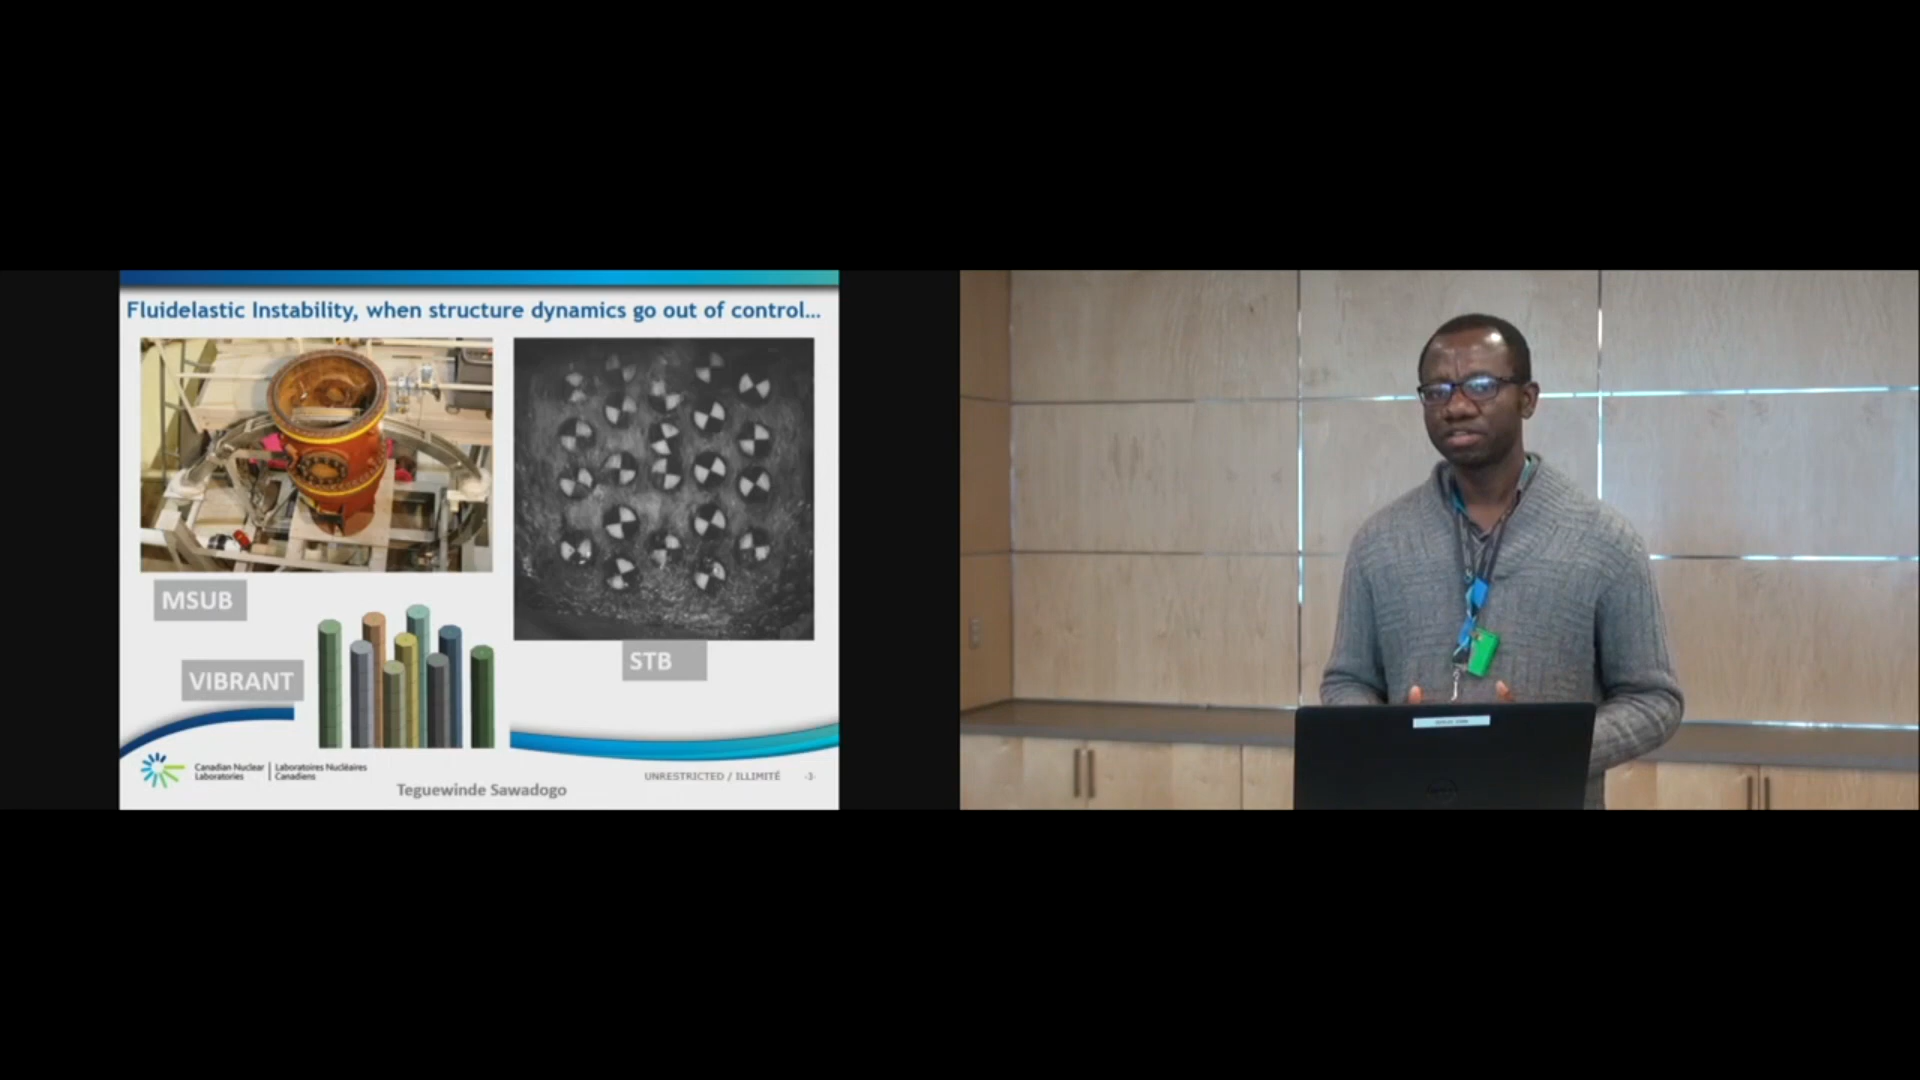 Fluidelastic Instability, when structure dynamics go out of control...
MSUB
STB
VIBRANT
Canadian Nuclear Laboratories
Laboratoires Nucléaires Canadiens
Teguewinde Sawadogo
UNRESTRICTED / ILLIMITÉ
-3-